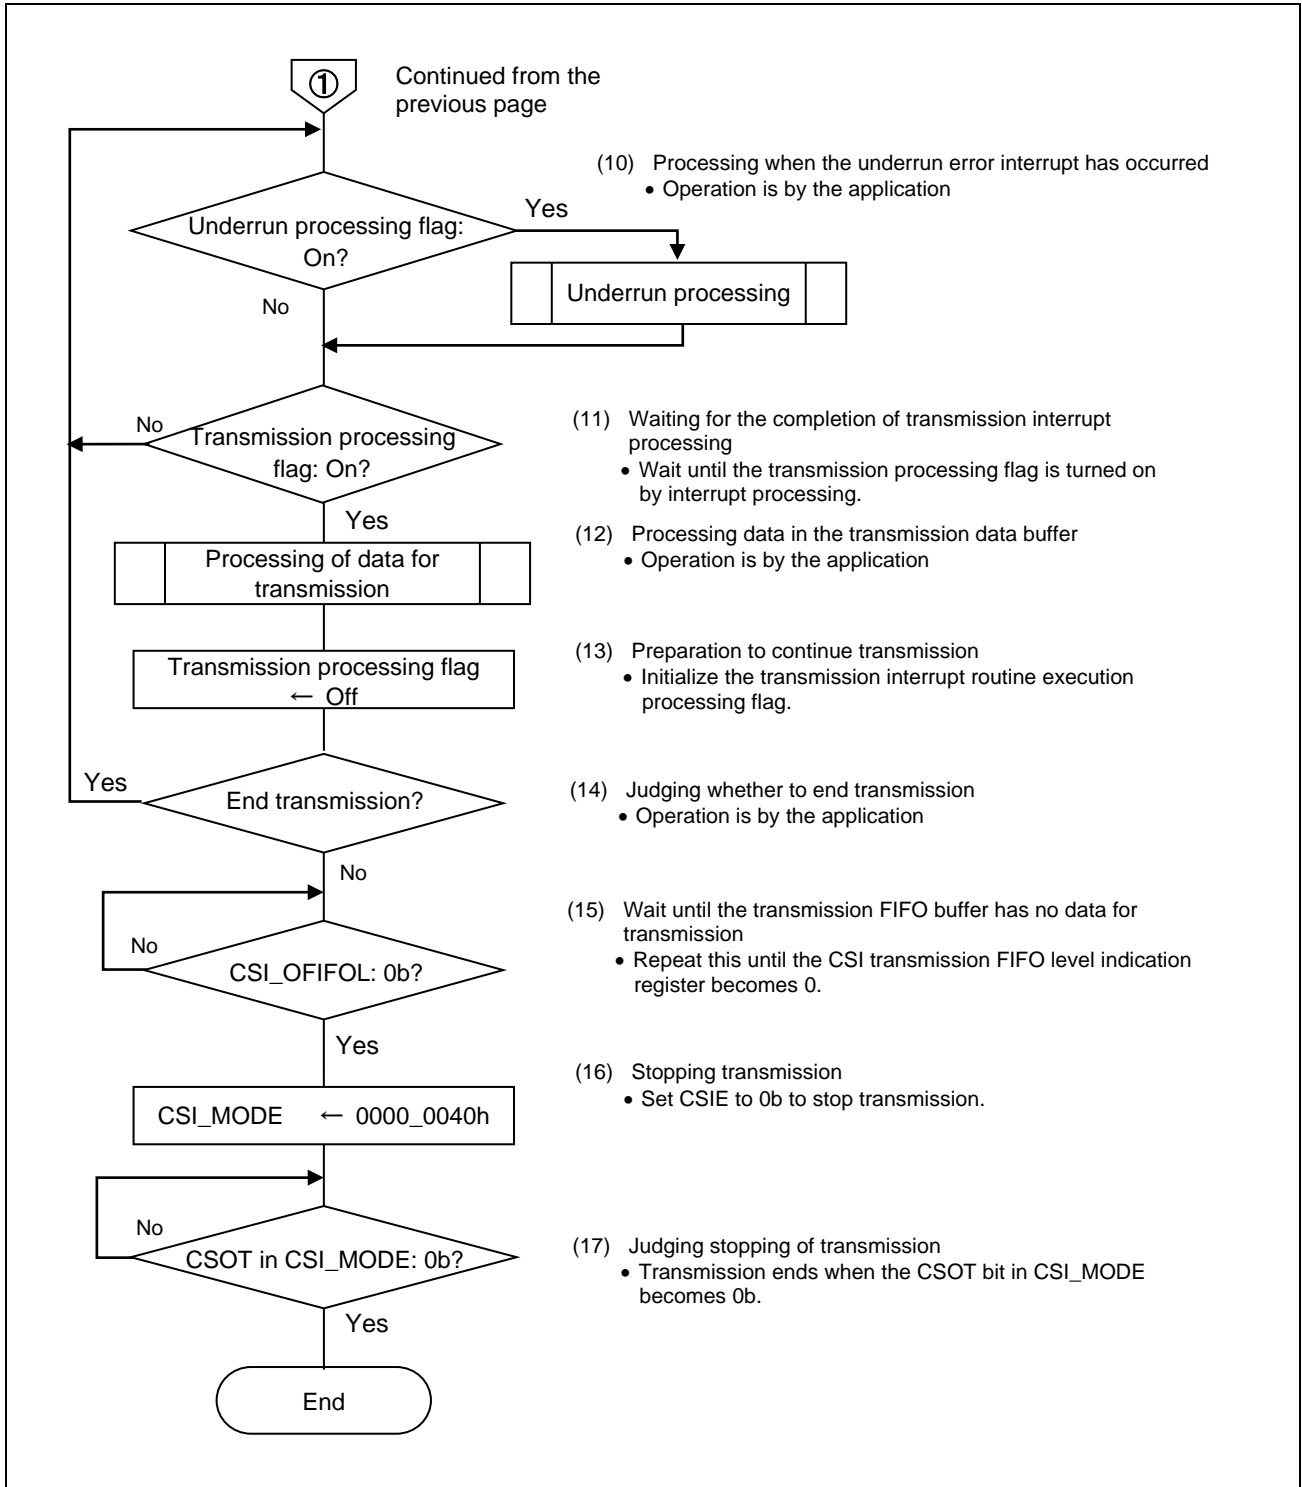 ①
Continued from the
previous page
(10) Processing when the underrun error interrupt has occurred
• Operation is by the application
Yes
Underrun processing flag:
On?
Underrun processing
No
No
Transmission processing
flag: On?
(11) Waiting for the completion of transmission interrupt
processing
• Wait until the transmission processing flag is turned on
by interrupt processing.
Yes
(12) Processing data in the transmission data buffer
• Operation is by the application
Processing of data for
transmission
(13) Preparation to continue transmission
• Initialize the transmission interrupt routine execution
processing flag.
Transmission processing flag
← Off
Yes
End transmission?
(14) Judging whether to end transmission
• Operation is by the application
No
(15) Wait until the transmission FIFO buffer has no data for
transmission
• Repeat this until the CSI transmission FIFO level indication
register becomes 0.
No
CSI_OFIFOL: 0b?
Yes
(16) Stopping transmission
• Set CSIE to 0b to stop transmission.
CSI_MODE ← 0000_0040h
No
CSOT in CSI_MODE: 0b?
(17) Judging stopping of transmission
• Transmission ends when the CSOT bit in CSI_MODE
becomes 0b.
Yes
End